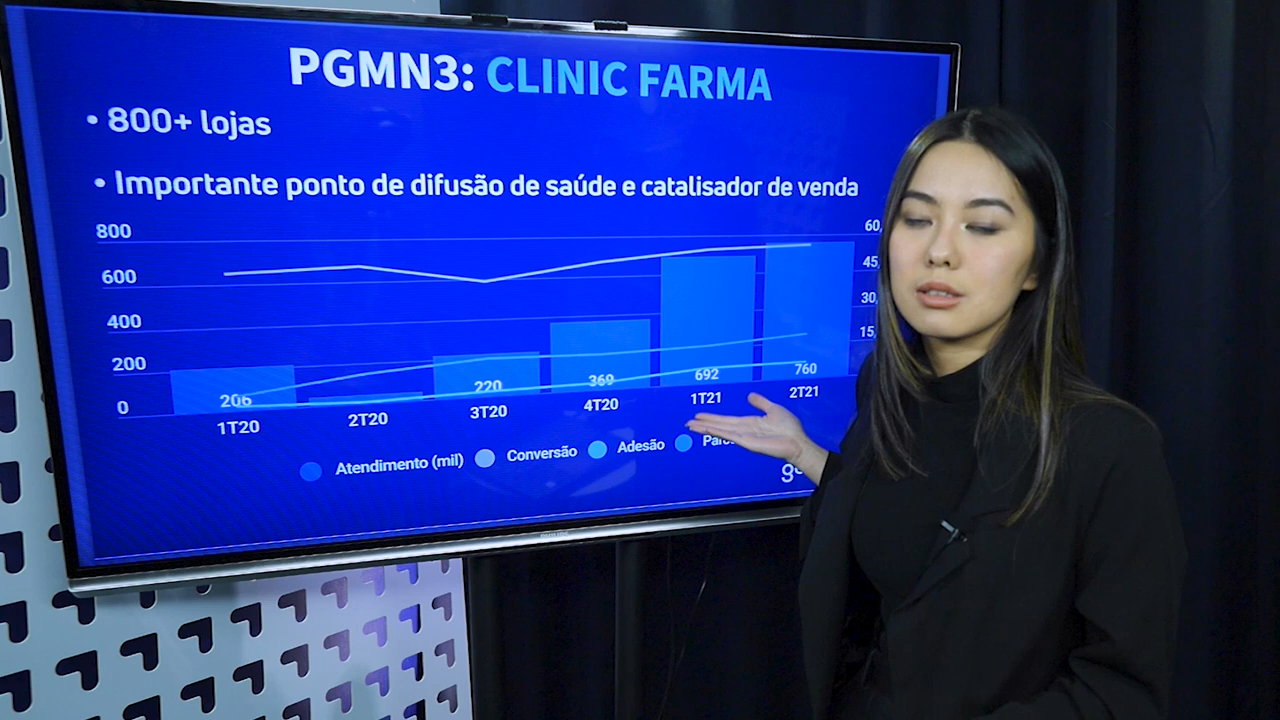 PGMN3: CLINIC FARMA
• 800+ lojas
• Importante ponto de difusão de saúde e catalisador de venda
800
600
400
200
0
60,
45,
30,
15,
206
220
369
692
760
1T20
2T20
3T20
4T20
1T21
2T21
Atendimento (mil)
Conversão
Adesão